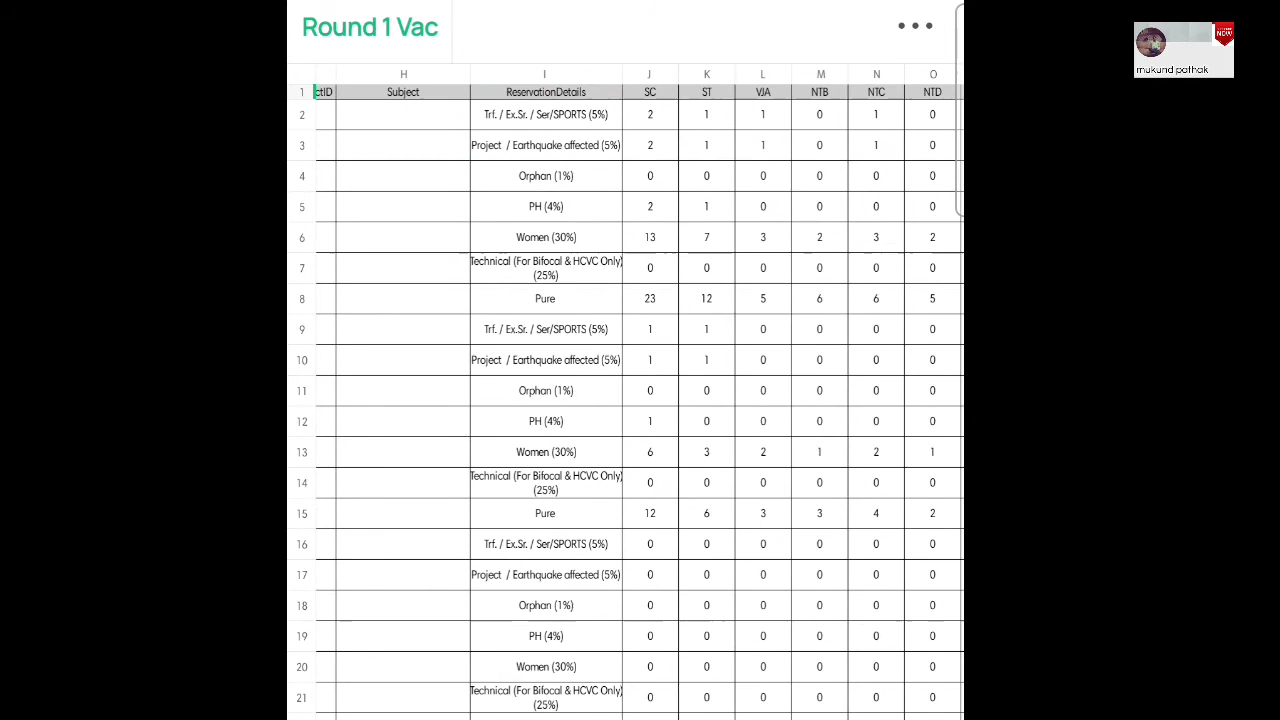 Round 1 Vac
•••
NOW
mukund pathak
H I J K L M N O
1 ctID Subject ReservationDetails SC ST VJA NTB NTC NTD
2 Trf. / Ex.Sr. / Ser/SPORTS (5%) 2 1 1 0 1 0
3 Project / Earthquake affected (5%) 2 1 1 0 1 0
4 Orphan (1%) 0 0 0 0 0 0
5 PH (4%) 2 1 0 0 0 0
6 Women (30%) 13 7 3 2 3 2
7 Technical (For Bifocal & HCVC Only) 0 0 0 0 0 0
(25%)
8 Pure 23 12 5 6 6 5
9 Trf. / Ex.Sr. / Ser/SPORTS (5%) 1 1 0 0 0 0
10 Project / Earthquake affected (5%) 1 1 0 0 0 0
11 Orphan (1%) 0 0 0 0 0 0
12 PH (4%) 1 0 0 0 0 0
13 Women (30%) 6 3 2 1 2 1
14 Technical (For Bifocal & HCVC Only) 0 0 0 0 0 0
(25%)
15 Pure 12 6 3 3 4 2
16 Trf. / Ex.Sr. / Ser/SPORTS (5%) 0 0 0 0 0 0
17 Project / Earthquake affected (5%) 0 0 0 0 0 0
18 Orphan (1%) 0 0 0 0 0 0
19 PH (4%) 0 0 0 0 0 0
20 Women (30%) 0 0 0 0 0 0
21 Technical (For Bifocal & HCVC Only) 0 0 0 0 0 0
(25%)